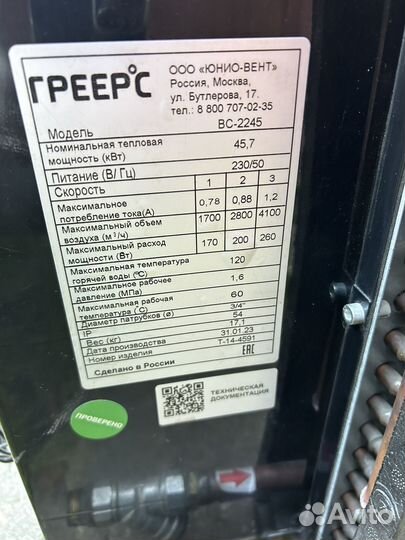 ГРЕЕРС
ООО «ЮНИО-ВЕНТ»
Россия, Москва,
ул. Бутлерова, 17.
тел.: 8 800 707-02-35
Модель ВС-2245
Номинальная тепловая
мощность (кВт) 45,7
Питание (В/ Гц) 230/50
Скорость 1 2 3
Максимальное
потребление тока(А) 0,78 0,88 1,2
Максимальный объем
воздуха (м³/ч) 1700 2800 4100
Максимальный расход
мощности (Вт) 170 200 260
Максимальная температура
горячей воды (ºС) 120
Максимальное рабочее
давление (МПа) 1,6
Максимальная рабочая
температура (°С) 60
Диаметр патрубков (ø) 3/4"
IP 54
Вес (кг) 17,1
Дата производства 31.01.23
Номер изделия Т-14-4591
Сделано в России
ЕАС
ТЕХНИЧЕСКАЯ
ДОКУМЕНТАЦИЯ
ПРОВЕРЕНО
Avito